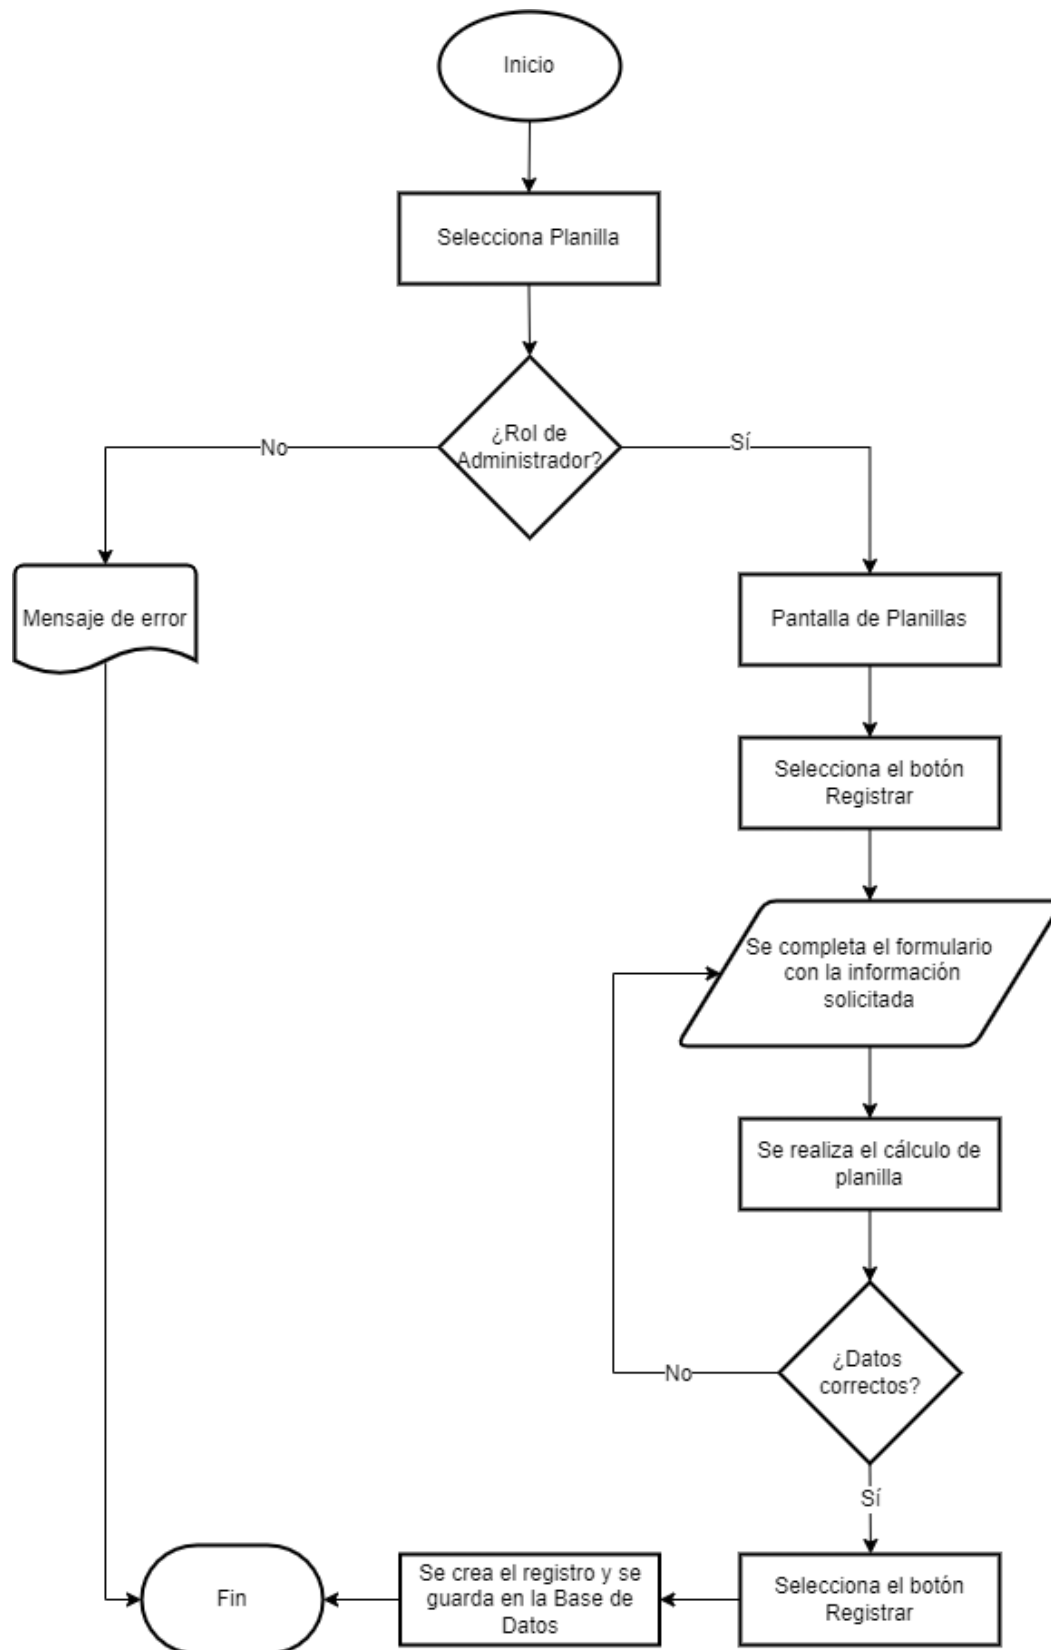 Inicio
Selecciona Planilla
¿Rol de
Administrador?
No
Sí
Mensaje de error
Pantalla de Planillas
Selecciona el botón
Registrar
Se completa el formulario
con la información
solicitada
Se realiza el cálculo de
planilla
¿Datos
correctos?
No
Sí
Selecciona el botón
Registrar
Se crea el registro y se
guarda en la Base de
Datos
Fin